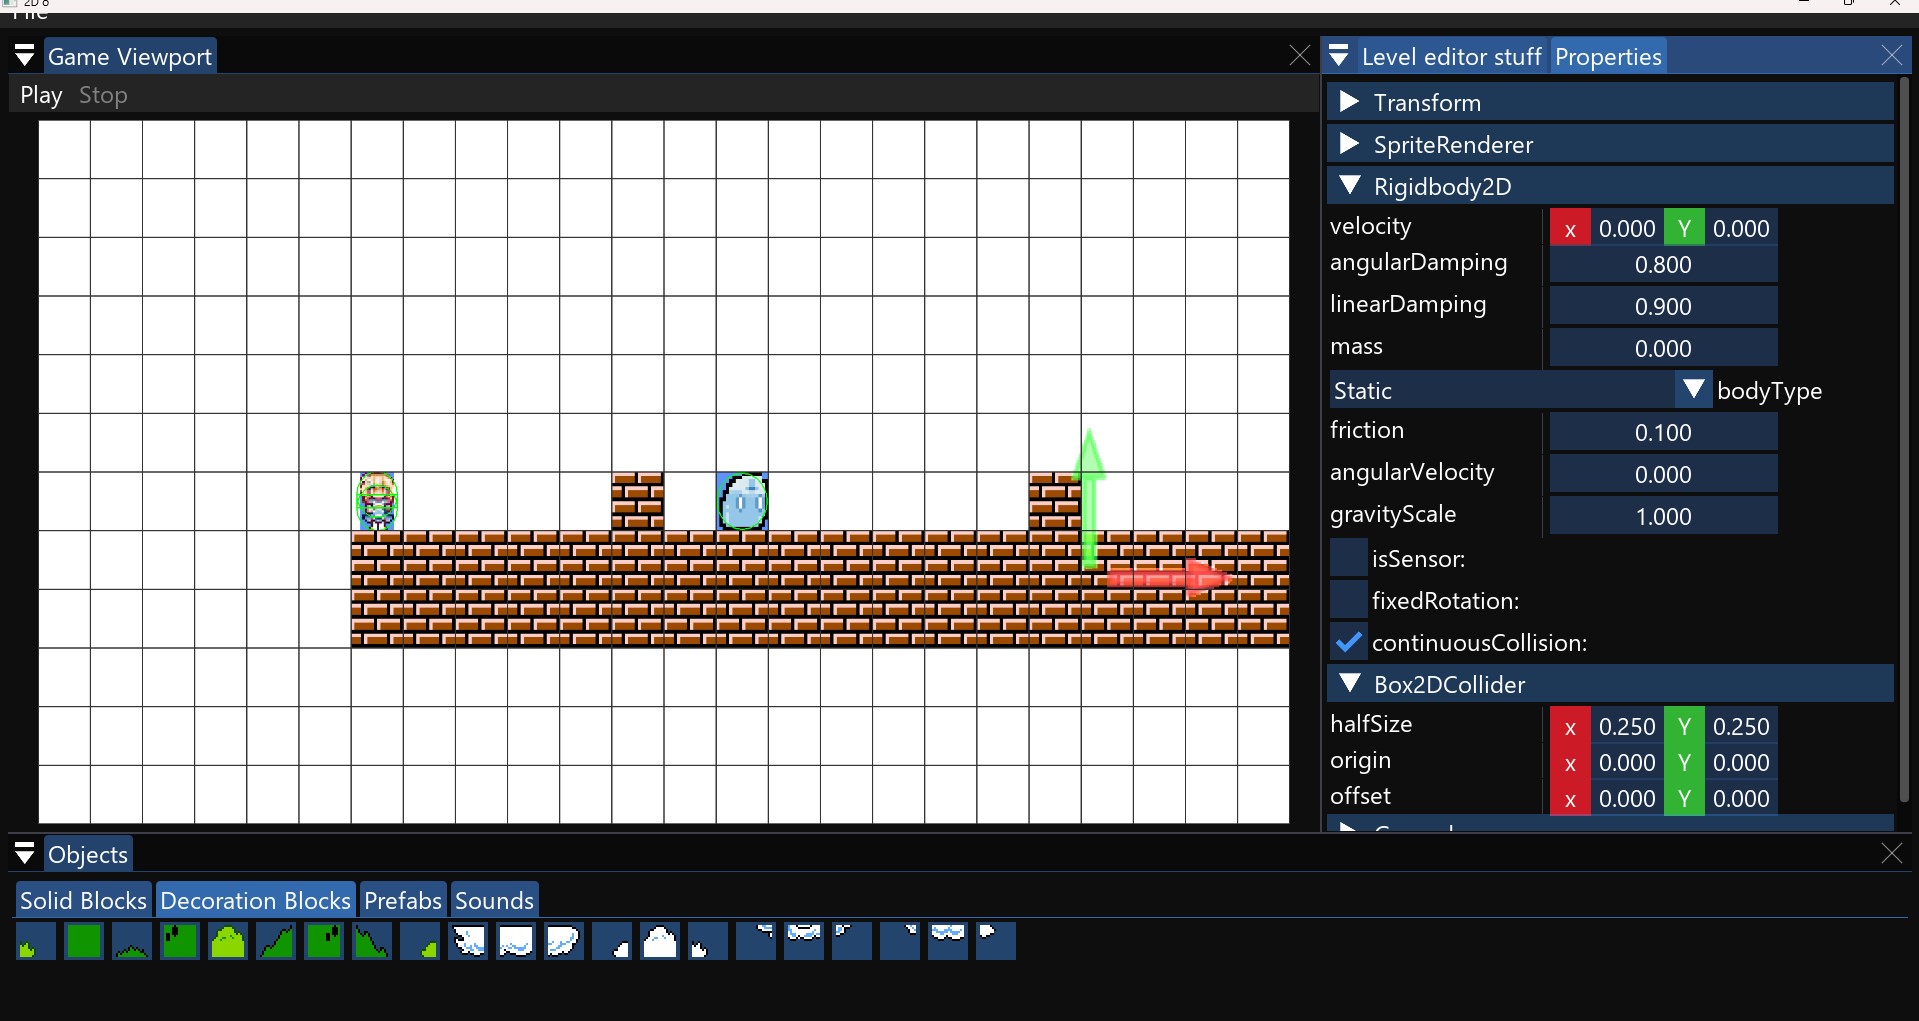 2D 6
File
Game Viewport
Play Stop
Level editor stuff Properties
Transform
SpriteRenderer
Rigidbody2D
velocity x 0.000 Y 0.000
angularDamping 0.800
linearDamping 0.900
mass 0.000
Static bodyType
friction 0.100
angularVelocity 0.000
gravityScale 1.000
isSensor:
fixedRotation:
continuousCollision:
Box2DCollider
halfSize x 0.250 Y 0.250
origin x 0.000 Y 0.000
offset x 0.000 Y 0.000
Objects
Solid Blocks Decoration Blocks Prefabs Sounds